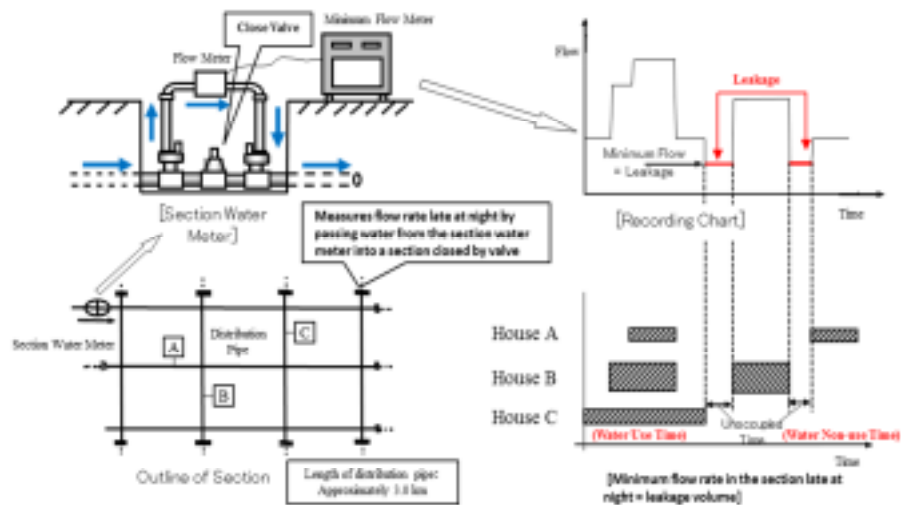 Close Valve
Minimum Flow Meter
Flow Meter
[Section Water
Meter]
Flow
Leakage
Minimum Flow
= Leakage
Time
[Recording Chart]
Measures flow rate late at night by
passing water from the section water
meter into a section closed by valve
Section Water Meter
Distribution
Pipe
A
B
C
Outline of Section
Length of distribution pipe:
Approximately 3.0 km
House A
House B
House C
Unoccupied
Time
(Water Use Time)
(Water Non-use Time)
Time
[Minimum flow rate in the section late at
night = leakage volume]